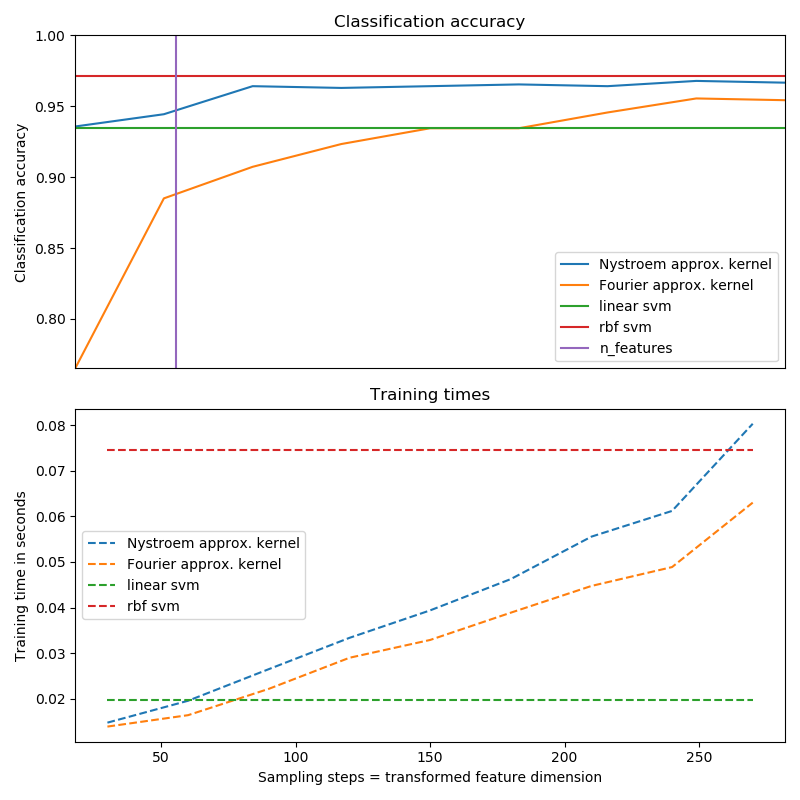 Classification accuracy
1.00
0.95
0.90
0.85
0.80
Classification accuracy
Nystroem approx. kernel
Fourier approx. kernel
linear svm
rbf svm
n_features
Training times
0.08
0.07
0.06
0.05
0.04
0.03
0.02
Training time in seconds
Nystroem approx. kernel
Fourier approx. kernel
linear svm
rbf svm
50 100 150 200 250
Sampling steps = transformed feature dimension